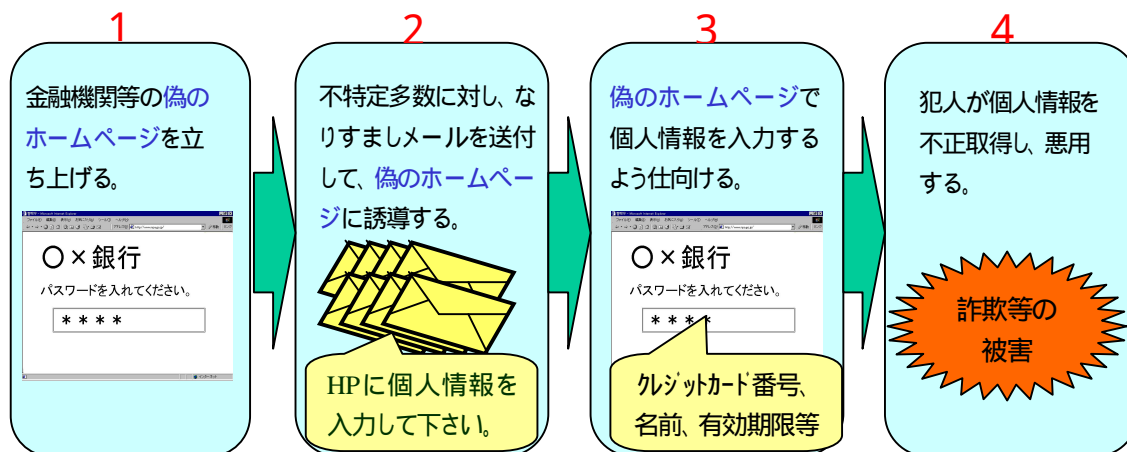 1
金融機関等の偽の
ホームページを立
ち上げる。
〇×銀行
パスワードを入れてください。
＊＊＊＊
2
不特定多数に対し、な
りすましメールを送付
して、偽のホームペー
ジに誘導する。
HPに個人情報を
入力して下さい。
3
偽のホームページで
個人情報を入力する
よう仕向ける。
〇×銀行
パスワードを入れてください。
＊＊＊＊
ｸﾚｼﾞｯﾄｶｰﾄﾞ番号、
名前、有効期限等
4
犯人が個人情報を
不正取得し、悪用
する。
詐欺等の
被害